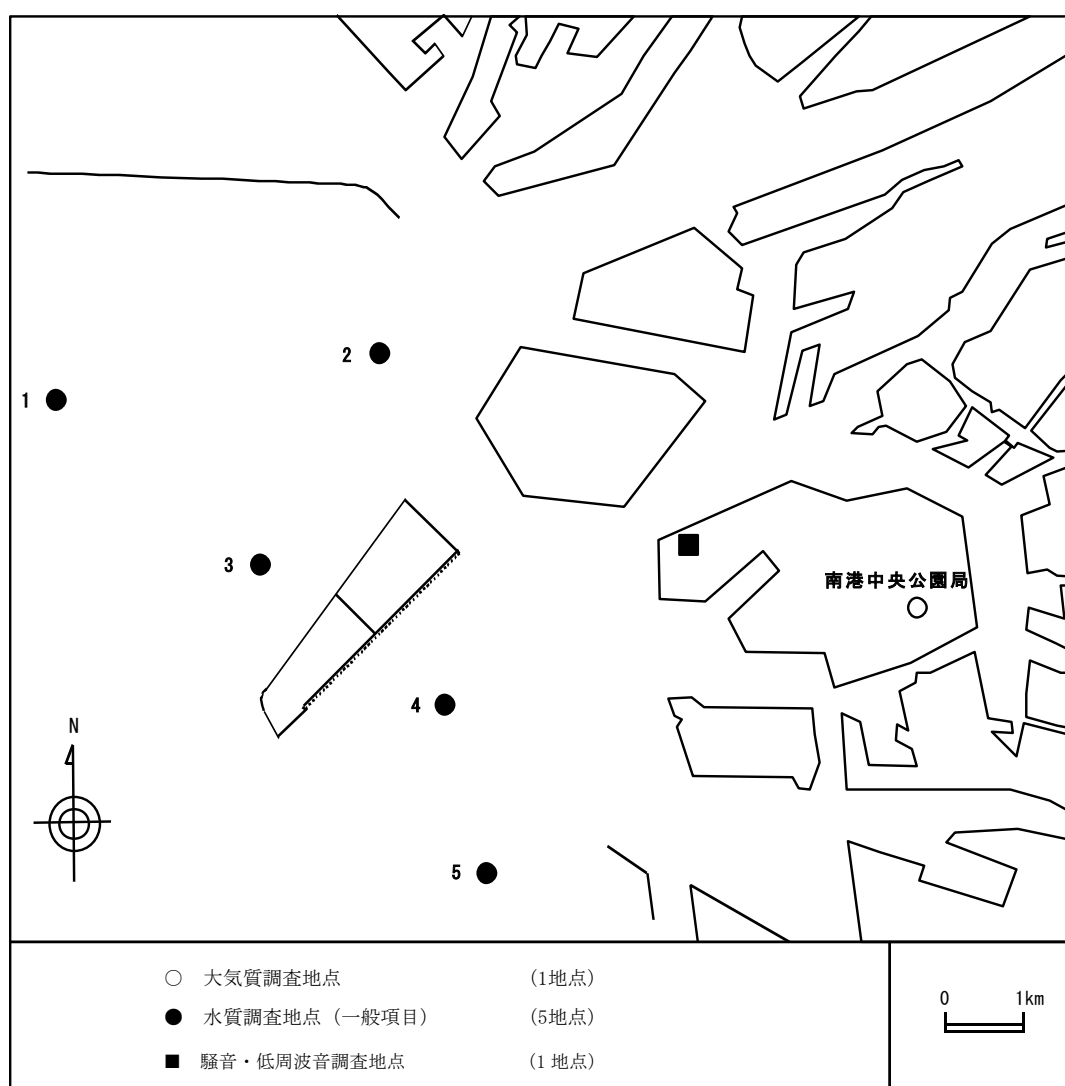 2
1
3
南港中央公園局
4
N
5
○ 大気質調査地点 (1地点)
● 水質調査地点（一般項目） (5地点)
■ 騒音・低周波音調査地点 (1 地点)
0 1km